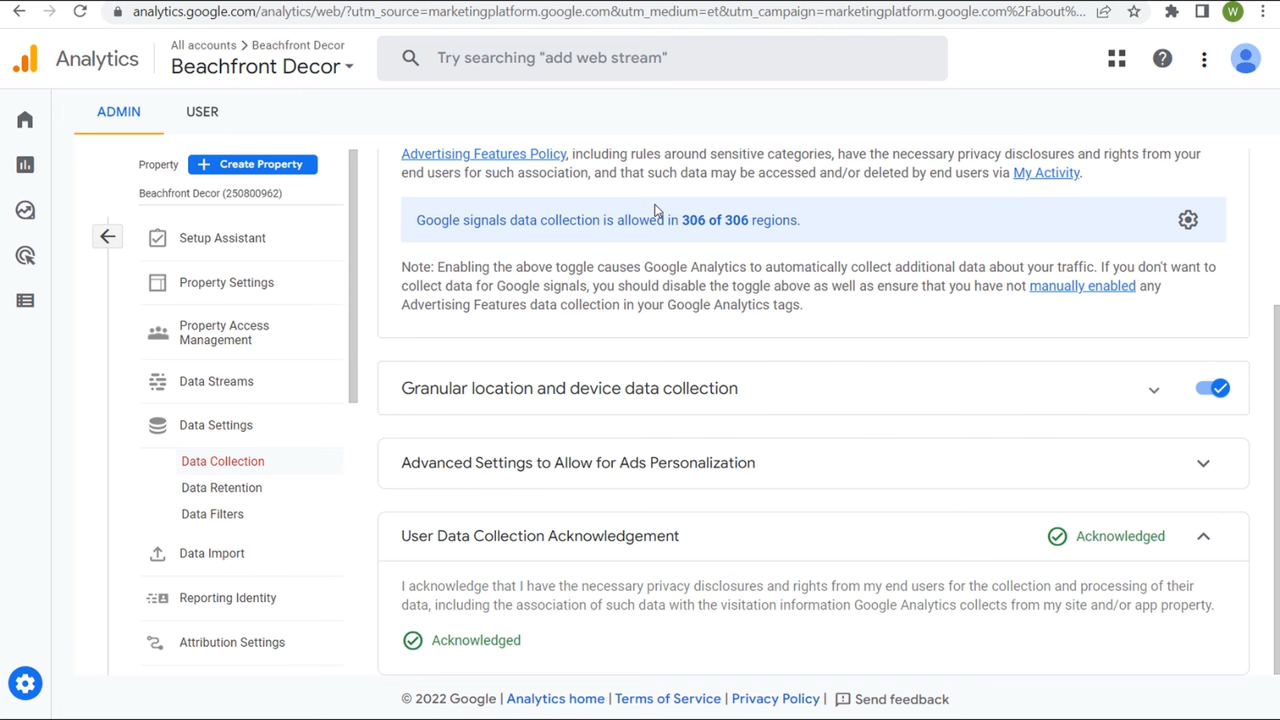 analytics.google.com/analytics/web/?utm_source=marketingplatform.google.com&utm_medium=et&utm_campaign=marketingplatform.google.com%2Fabout%...
W
Analytics
All accounts > Beachfront Decor
Beachfront Decor
Try searching "add web stream"
ADMIN
USER
Property
+ Create Property
Beachfront Decor (250800962)
Setup Assistant
Property Settings
Property Access
Management
Data Streams
Data Settings
Data Collection
Data Retention
Data Filters
Data Import
Reporting Identity
Attribution Settings
Advertising Features Policy, including rules around sensitive categories, have the necessary privacy disclosures and rights from your
end users for such association, and that such data may be accessed and/or deleted by end users via My Activity.
Google signals data collection is allowed in 306 of 306 regions.
Note: Enabling the above toggle causes Google Analytics to automatically collect additional data about your traffic. If you don't want to
collect data for Google signals, you should disable the toggle above as well as ensure that you have not manually enabled any
Advertising Features data collection in your Google Analytics tags.
Granular location and device data collection
Advanced Settings to Allow for Ads Personalization
User Data Collection Acknowledgement
Acknowledged
I acknowledge that I have the necessary privacy disclosures and rights from my end users for the collection and processing of their
data, including the association of such data with the visitation information Google Analytics collects from my site and/or app property.
Acknowledged
© 2022 Google | Analytics home | Terms of Service | Privacy Policy | Send feedback